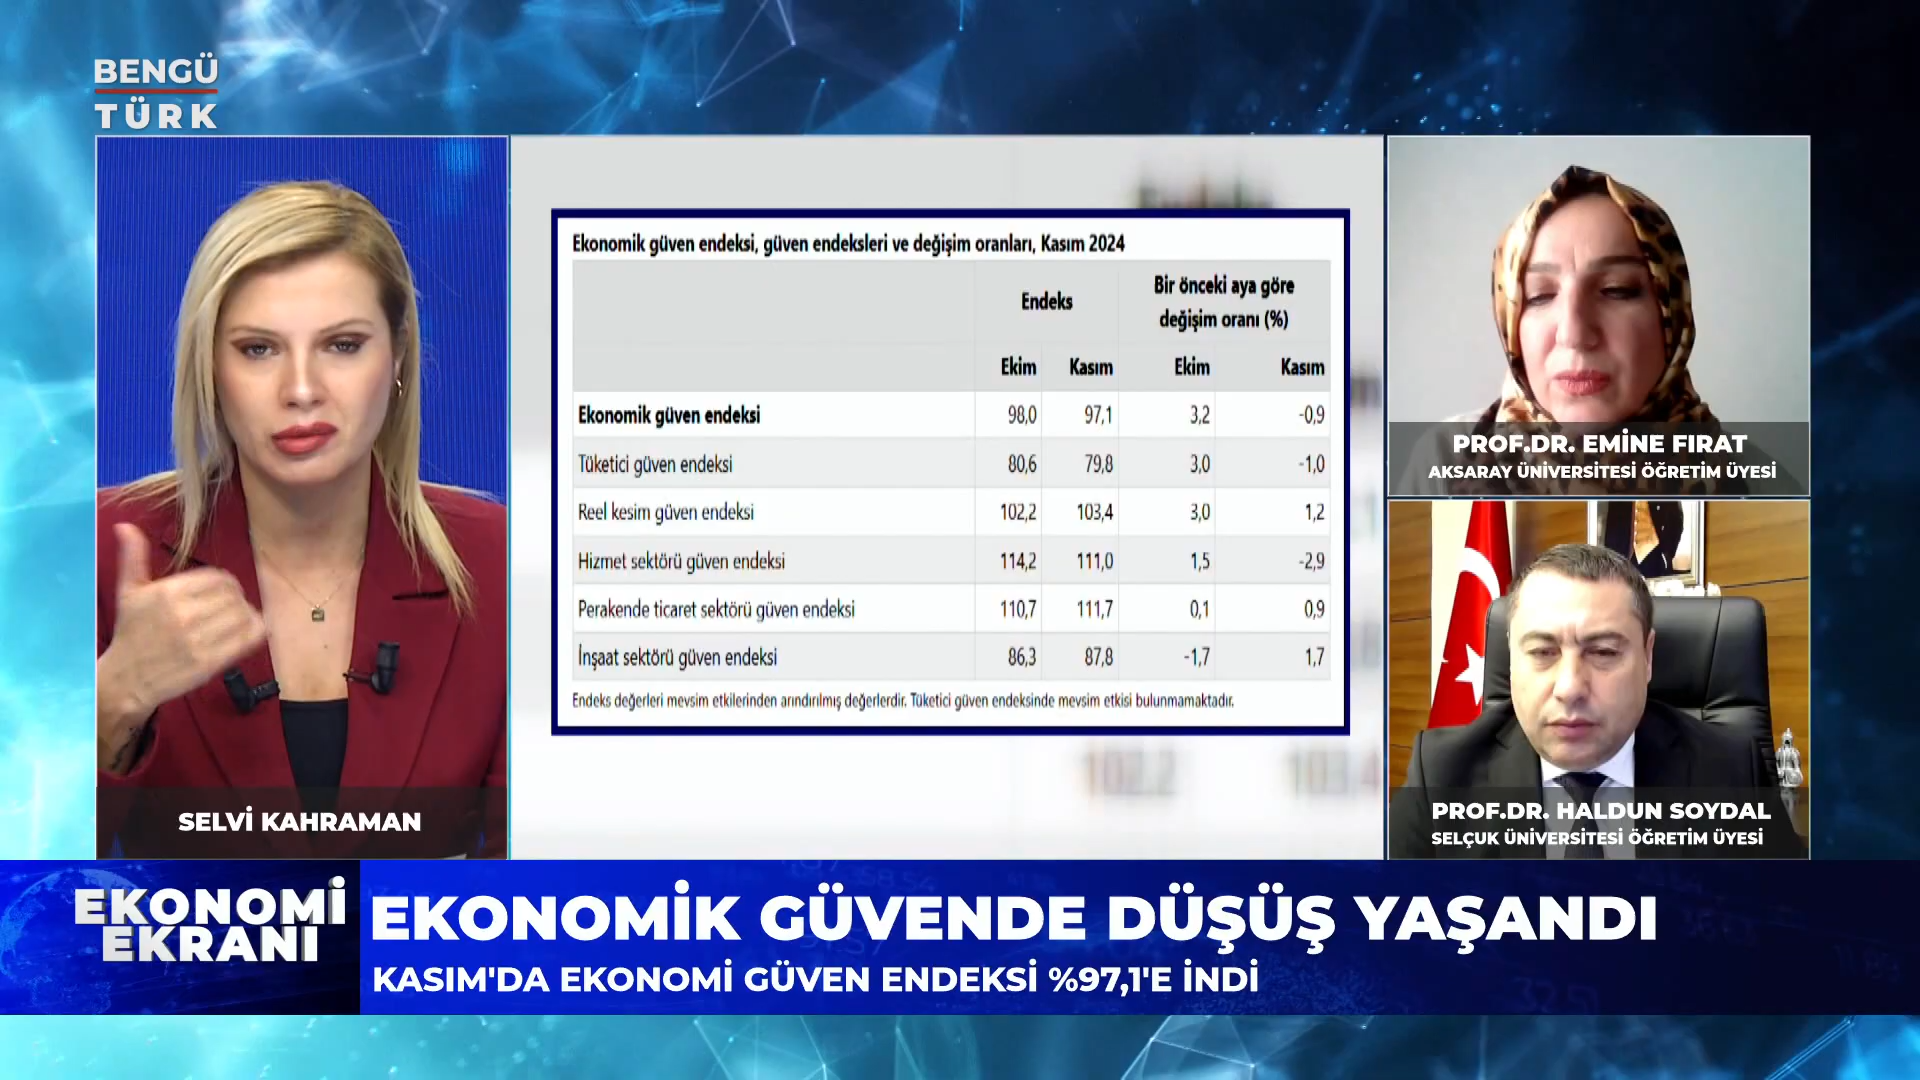 BENGÜ
TÜRK
Ekonomik güven endeksi, güven endeksleri ve değişim oranları, Kasım 2024
Endeks
Bir önceki aya göre
değişim oranı (%)
Ekim Kasım Ekim Kasım
Ekonomik güven endeksi 98,0 97,1 3,2 -0,9
Tüketici güven endeksi 80,6 79,8 3,0 -1,0
Reel kesim güven endeksi 102,2 103,4 3,0 1,2
Hizmet sektörü güven endeksi 114,2 111,0 1,5 -2,9
Perakende ticaret sektörü güven endeksi 110,7 111,7 0,1 0,9
İnşaat sektörü güven endeksi 86,3 87,8 -1,7 1,7
Endeks değerleri mevsim etkilerinden arındırılmış değerlerdir. Tüketici güven endeksinde mevsim etkisi bulunmamaktadır.
102,2 103,4
PROF.DR. EMİNE FIRAT
AKSARAY ÜNİVERSİTESİ ÖĞRETİM ÜYESİ
PROF.DR. HALDUN SOYDAL
SELÇUK ÜNİVERSİTESİ ÖĞRETİM ÜYESİ
SELVİ KAHRAMAN
EKONOMİ
EKRANI
EKONOMİK GÜVENDE DÜŞÜŞ YAŞANDI
KASIM'DA EKONOMİ GÜVEN ENDEKSİ %97,1'E İNDİ